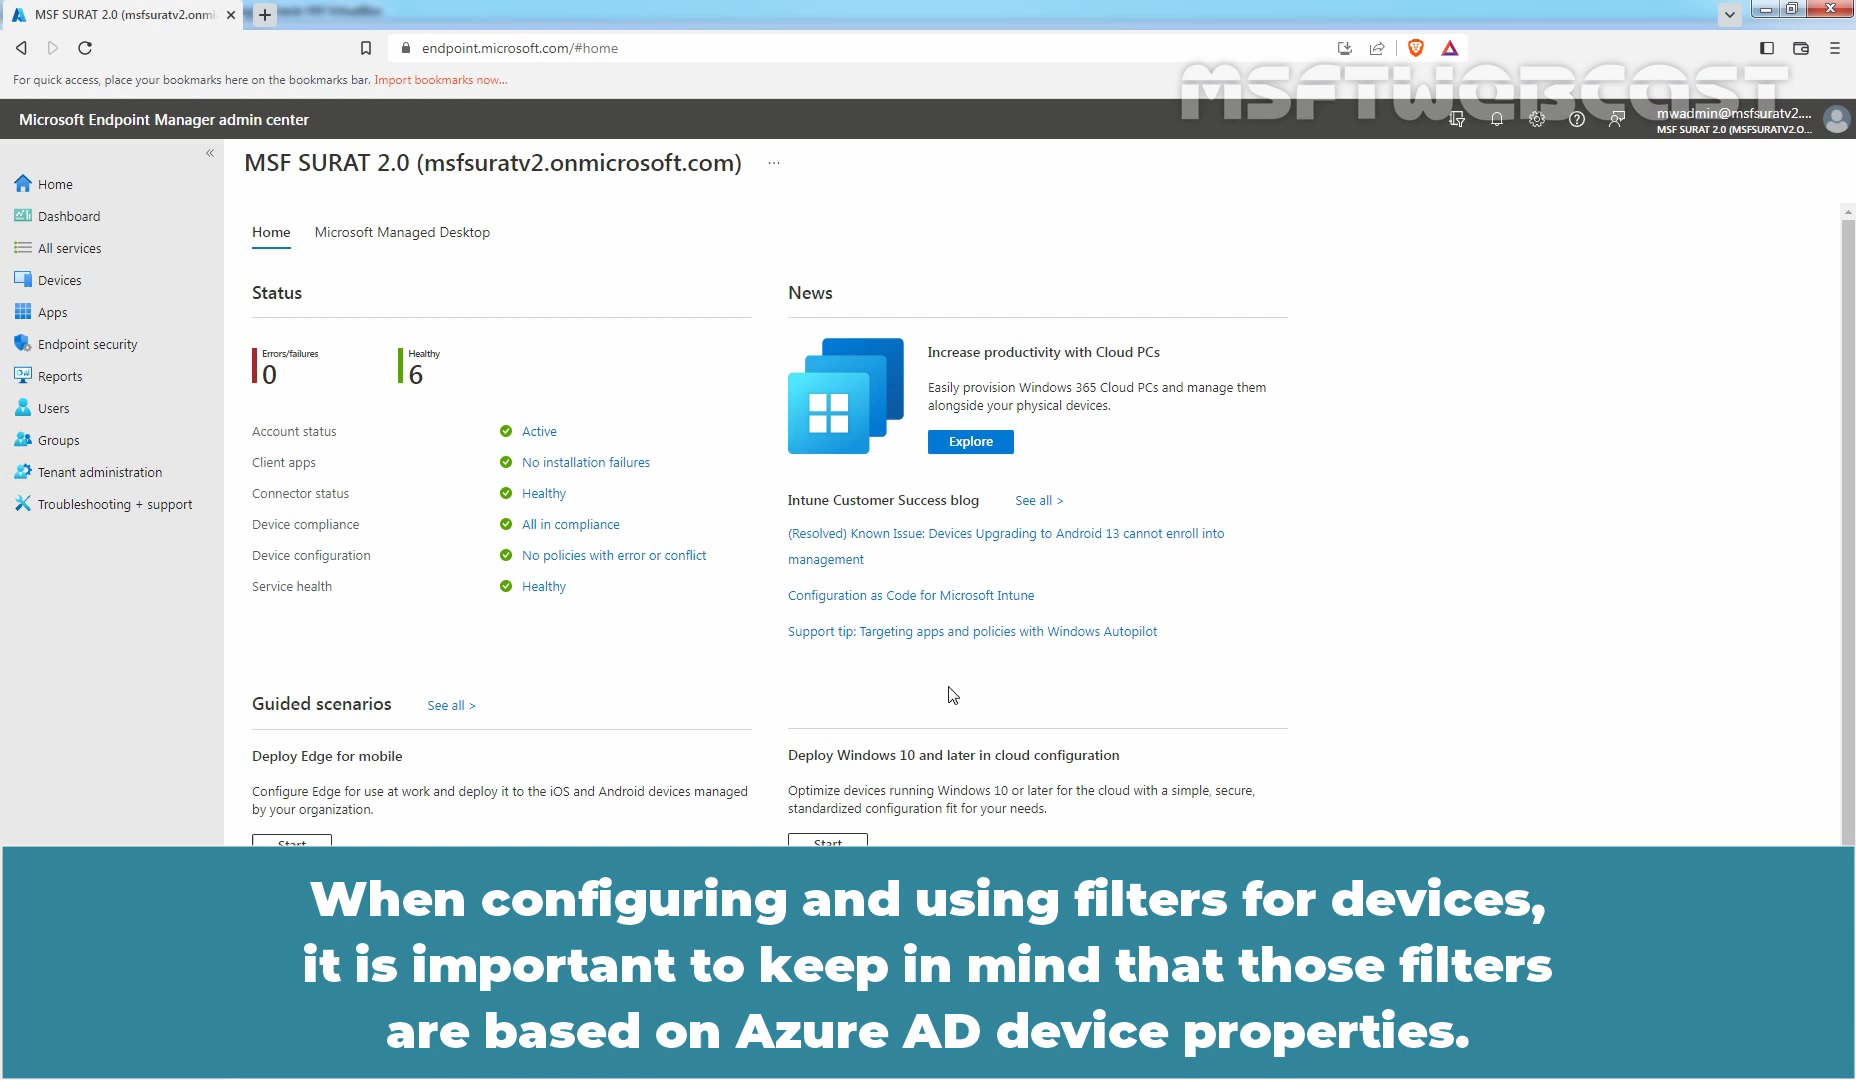 MSF SURAT 2.0 (msfsuratv2.onmi
endpoint.microsoft.com/#home
For quick access, place your bookmarks here on the bookmarks bar. Import bookmarks now...
MSFTWEBCAST
Microsoft Endpoint Manager admin center
mwadmin@msfsuratv2....
MSF SURAT 2.0 (MSFSURATV2.O...
MSF SURAT 2.0 (msfsuratv2.onmicrosoft.com) ...
Home
Dashboard
All services
Devices
Apps
Endpoint security
Reports
Users
Groups
Tenant administration
Troubleshooting + support
Home Microsoft Managed Desktop
Status
Errors/failures
0
Healthy
6
Account status Active
Client apps No installation failures
Connector status Healthy
Device compliance All in compliance
Device configuration No policies with error or conflict
Service health Healthy
News
Increase productivity with Cloud PCs
Easily provision Windows 365 Cloud PCs and manage them
alongside your physical devices.
Explore
Intune Customer Success blog See all >
(Resolved) Known Issue: Devices Upgrading to Android 13 cannot enroll into
management
Configuration as Code for Microsoft Intune
Support tip: Targeting apps and policies with Windows Autopilot
Guided scenarios See all >
Deploy Edge for mobile
Configure Edge for use at work and deploy it to the iOS and Android devices managed
by your organization.
Start
Deploy Windows 10 and later in cloud configuration
Optimize devices running Windows 10 or later for the cloud with a simple, secure,
standardized configuration fit for your needs.
Start
When configuring and using filters for devices,
it is important to keep in mind that those filters
are based on Azure AD device properties.